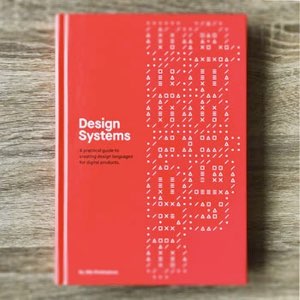 Design
Systems
A practical guide to
creating design languages
for digital products.